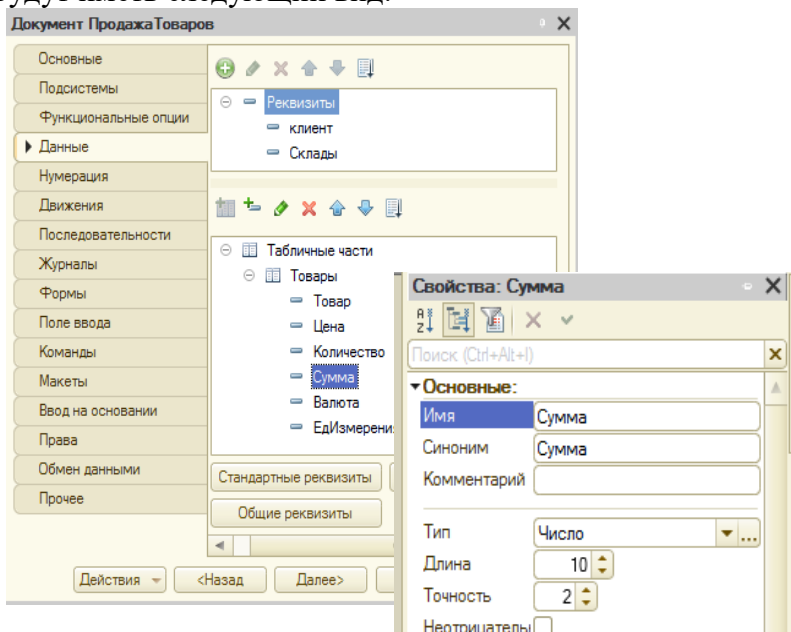 Документ ПродажаТоваров
Основные
Подсистемы
Функциональные опции
Данные
Нумерация
Движения
Последовательности
Журналы
Формы
Поле ввода
Команды
Макеты
Ввод на основании
Права
Обмен данными
Прочее
Реквизиты
клиент
Склады
Табличные части
Товары
Товар
Цена
Количество
Сумма
Валюта
ЕдИзмерения
Стандартные реквизиты
Общие реквизиты
Действия
<Назад
Далее>
Свойства: Сумма
Поиск (Ctrl+Alt+I)
Основные:
Имя Сумма
Синоним Сумма
Комментарий
Тип Число
Длина 10
Точность 2